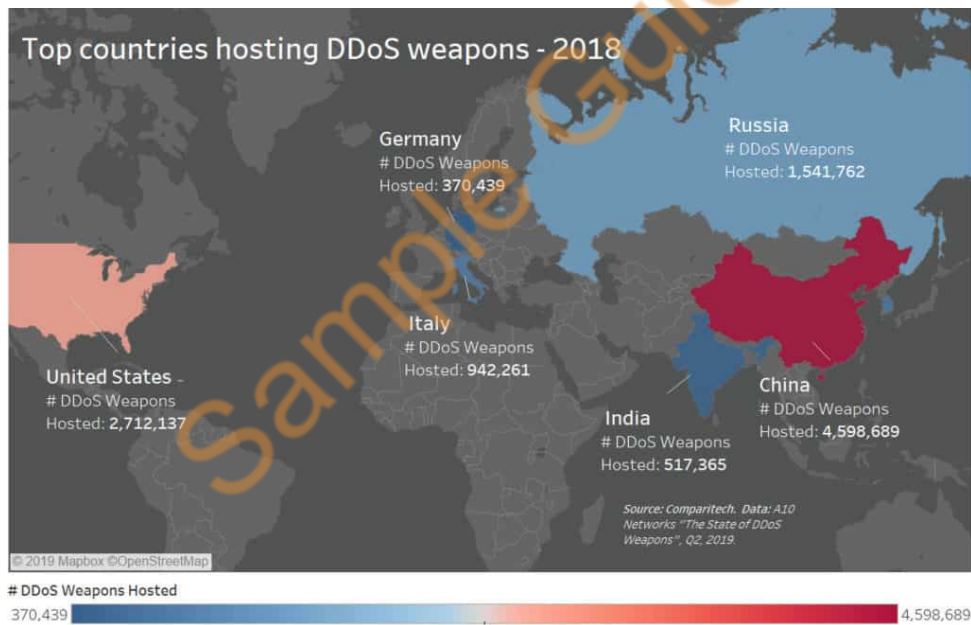 Top countries hosting DDoS weapons - 2018
Germany
# DDoS Weapons
Hosted: 370,439
Russia
# DDoS Weapons
Hosted: 1,541,762
Italy
# DDoS Weapons
Hosted: 942,261
United States
# DDoS Weapons
Hosted: 2,712,137
China
# DDoS Weapons
Hosted: 4,598,689
India
# DDoS Weapons
Hosted: 517,365
Source: Comparitech. Data: A10
Networks "The State of DDoS
Weapons", Q2, 2019.
© 2019 Mapbox ©OpenStreetMap
# DDoS Weapons Hosted
370,439 4,598,689
Sample